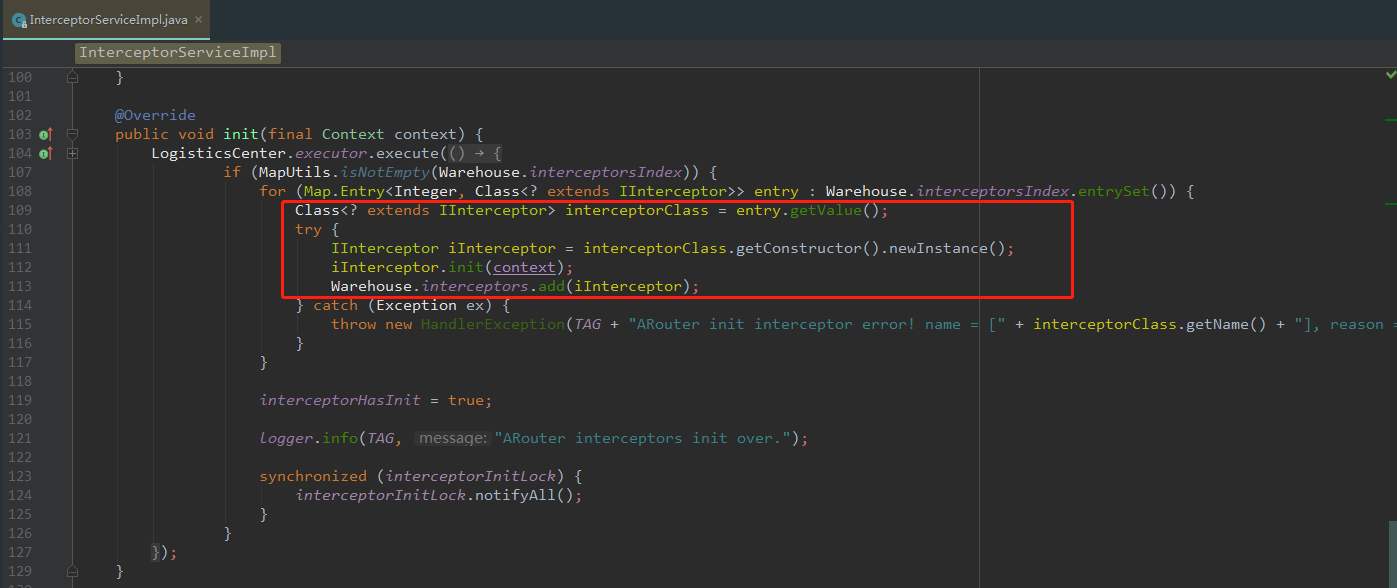 InterceptorServiceImpl.java ×
InterceptorServiceImpl
100 }
101
102 @Override
103 public void init(final Context context) {
104 LogisticsCenter.executor.execute(() → {
107 if (MapUtils.isNotEmpty(Warehouse.interceptorsIndex)) {
108 for (Map.Entry<Integer, Class<? extends IInterceptor>> entry : Warehouse.interceptorsIndex.entrySet()) {
109 Class<? extends IInterceptor> interceptorClass = entry.getValue();
110 try {
111 IInterceptor iInterceptor = interceptorClass.getConstructor().newInstance();
112 iInterceptor.init(context);
113 Warehouse.interceptors.add(iInterceptor);
114 } catch (Exception ex) {
115 throw new HandlerException(TAG + "ARouter init interceptor error! name = [" + interceptorClass.getName() + "], reason =
116 }
117 }
118
119 interceptorHasInit = true;
120
121 logger.info(TAG, message: "ARouter interceptors init over.");
122
123 synchronized (interceptorInitLock) {
124 interceptorInitLock.notifyAll();
125 }
126 }
127 });
129 }